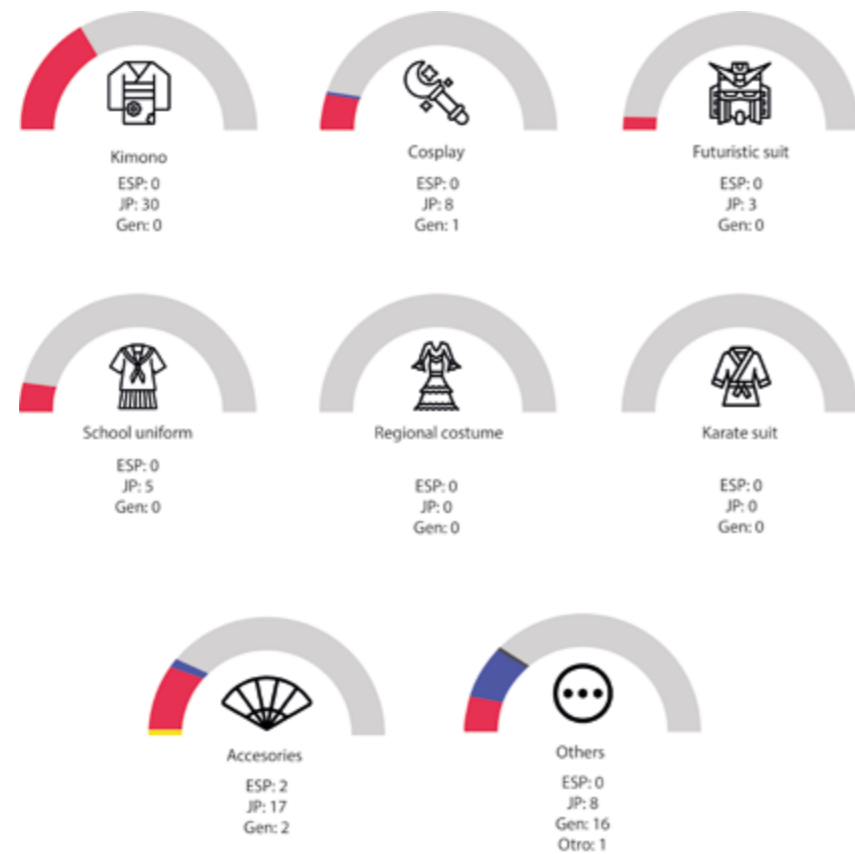 Kimono
ESP: 0
JP: 30
Gen: 0
Cosplay
ESP: 0
JP: 8
Gen: 1
Futuristic suit
ESP: 0
JP: 3
Gen: 0
School uniform
ESP: 0
JP: 5
Gen: 0
Regional costume
ESP: 0
JP: 0
Gen: 0
Karate suit
ESP: 0
JP: 0
Gen: 0
Accesories
ESP: 2
JP: 17
Gen: 2
Others
ESP: 0
JP: 8
Gen: 16
Otro: 1